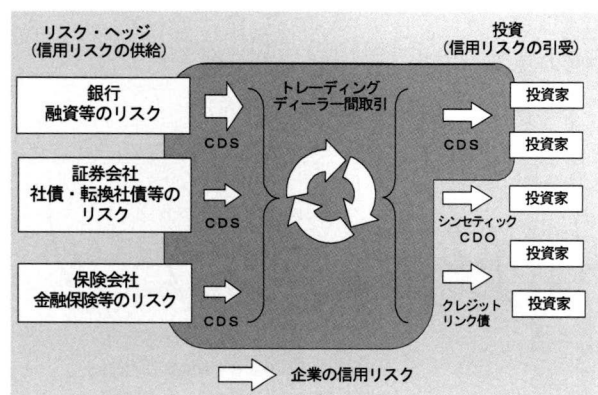 リスク・ヘッジ
（信用リスクの供給）
投資
（信用リスクの引受）
銀行
融資等のリスク
CDS
証券会社
社債・転換社債等の
リスク
CDS
保険会社
金融保険等のリスク
CDS
トレーディング
ディーラー間取引
CDS
シンセティック
CDO
クレジット
リンク債
投資家
投資家
投資家
投資家
投資家
企業の信用リスク